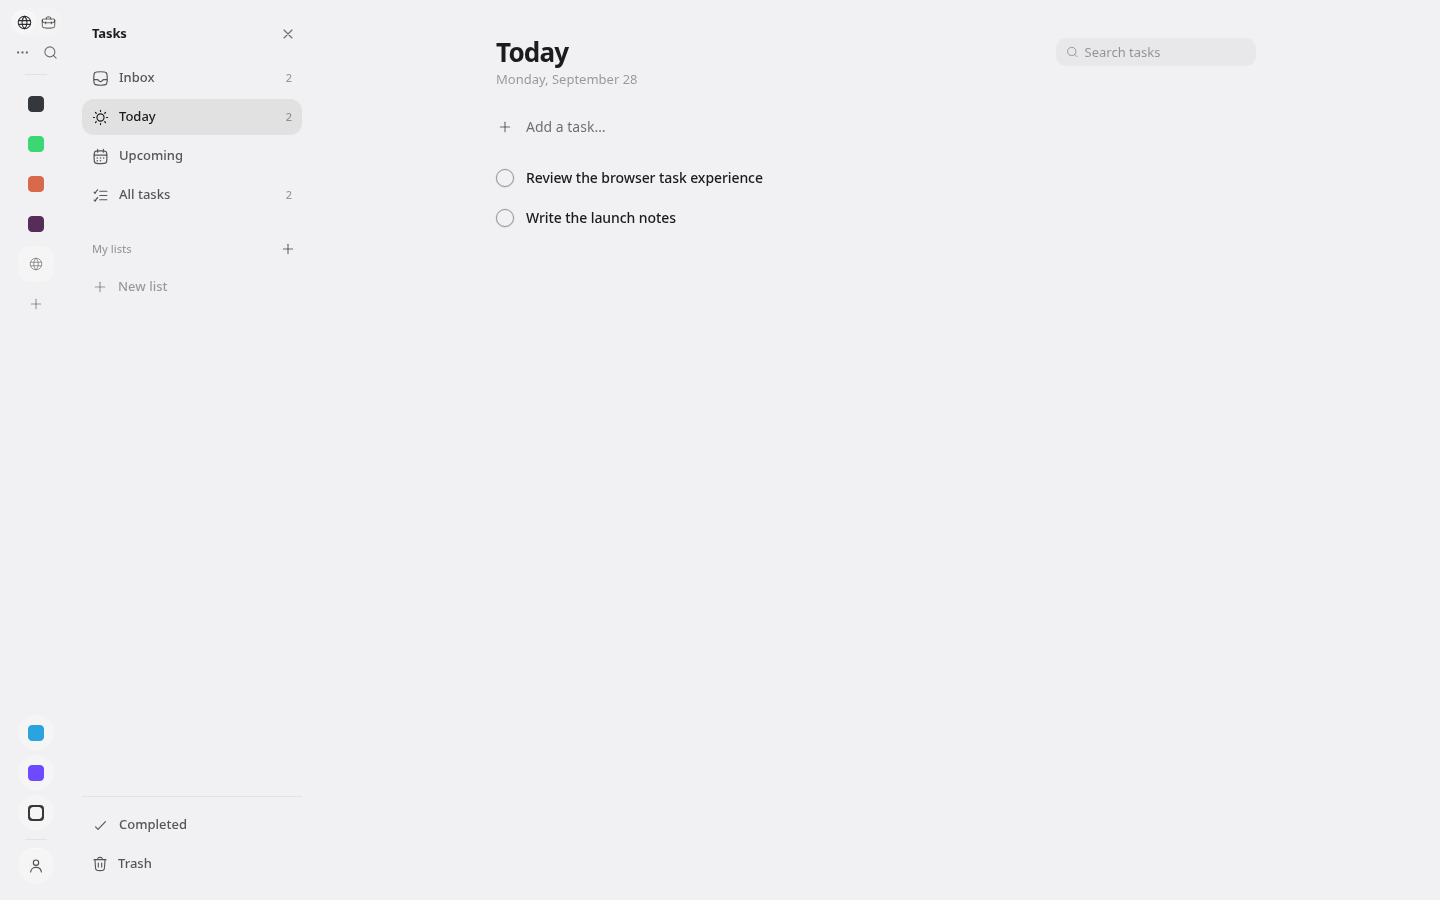 Tasks
Inbox 2
Today 2
Upcoming
All tasks 2
My lists
New list
Completed
Trash
Today
Monday, September 28
Search tasks
Add a task...
Review the browser task experience
Write the launch notes